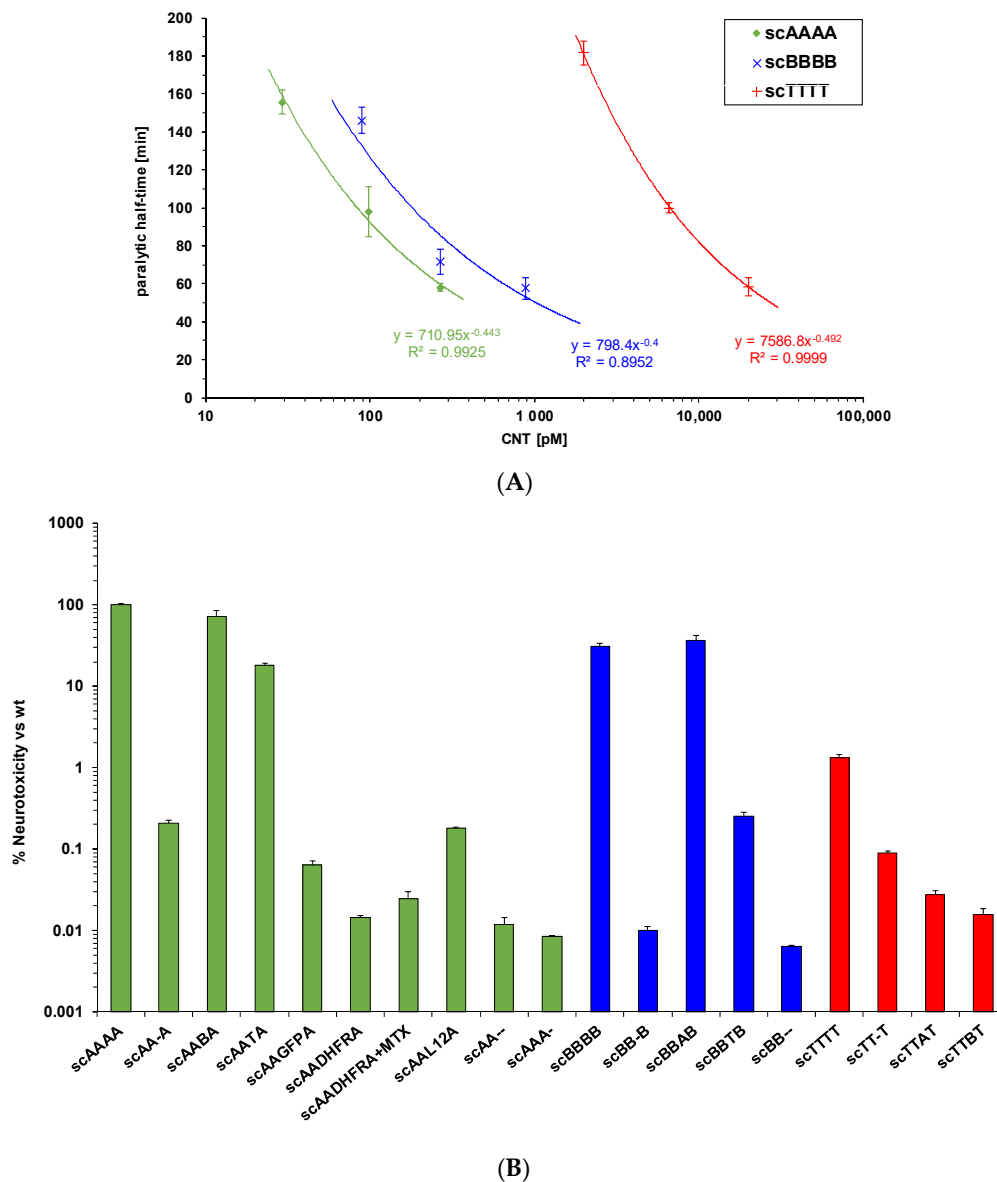 200
180
160
140
120
100
80
60
40
20
0
paralytic half-time [min]
scAAAA
scBBBB
scTTTT
y = 710.95x^-0.443
R² = 0.9925
y = 798.4x^-0.4
R² = 0.8952
y = 7586.8x^-0.492
R² = 0.9999
10
100
1 000
10,000
100,000
CNT [pM]
(A)
1000
100
10
1
0.1
0.01
0.001
% Neurotoxicity vs wt
scAAAA
scAA-A
scAABA
scAATA
scAAGFPA
scAADHFRA
scAADHFRA+MTX
scAAL12A
scAA--
scAAA-
scBBBB
scBB-B
scBBAB
scBBTB
scBB--
scTTTT
scTT-T
scTTAT
scTTBT
(B)